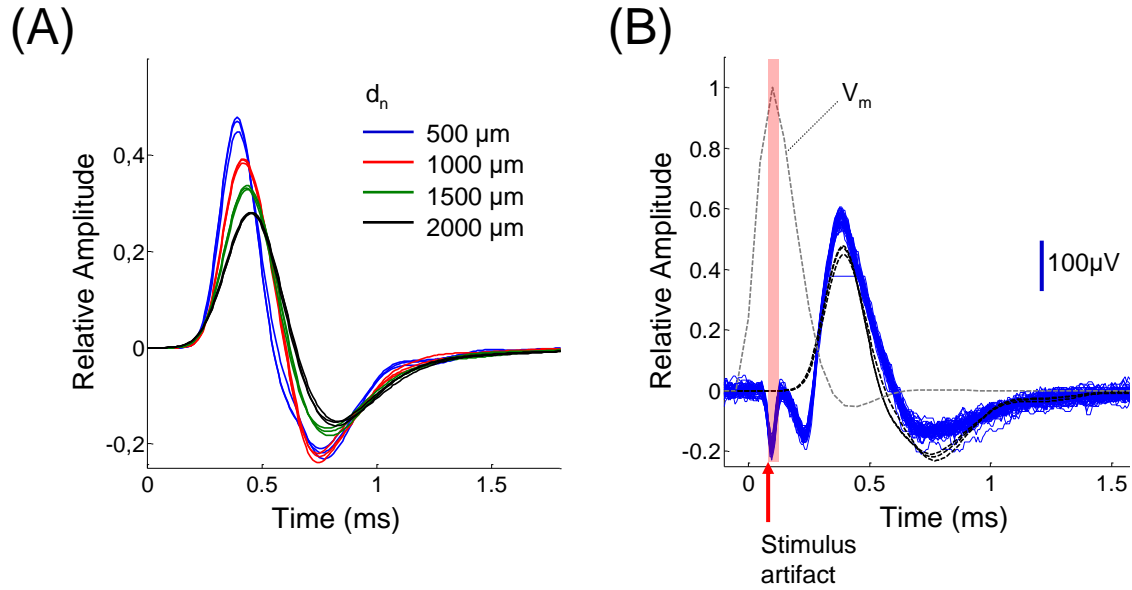 (A)
Relative Amplitude
0.4
0.2
0
-0,2
0
0.5
1
1.5
Time (ms)
d_n
500 µm
1000 µm
1500 µm
2000 µm
(B)
Relative Amplitude
1
0.8
0.6
0.4
0.2
0
-0.2
0
0.5
1
1.5
Time (ms)
V_m
100µV
Stimulus
artifact